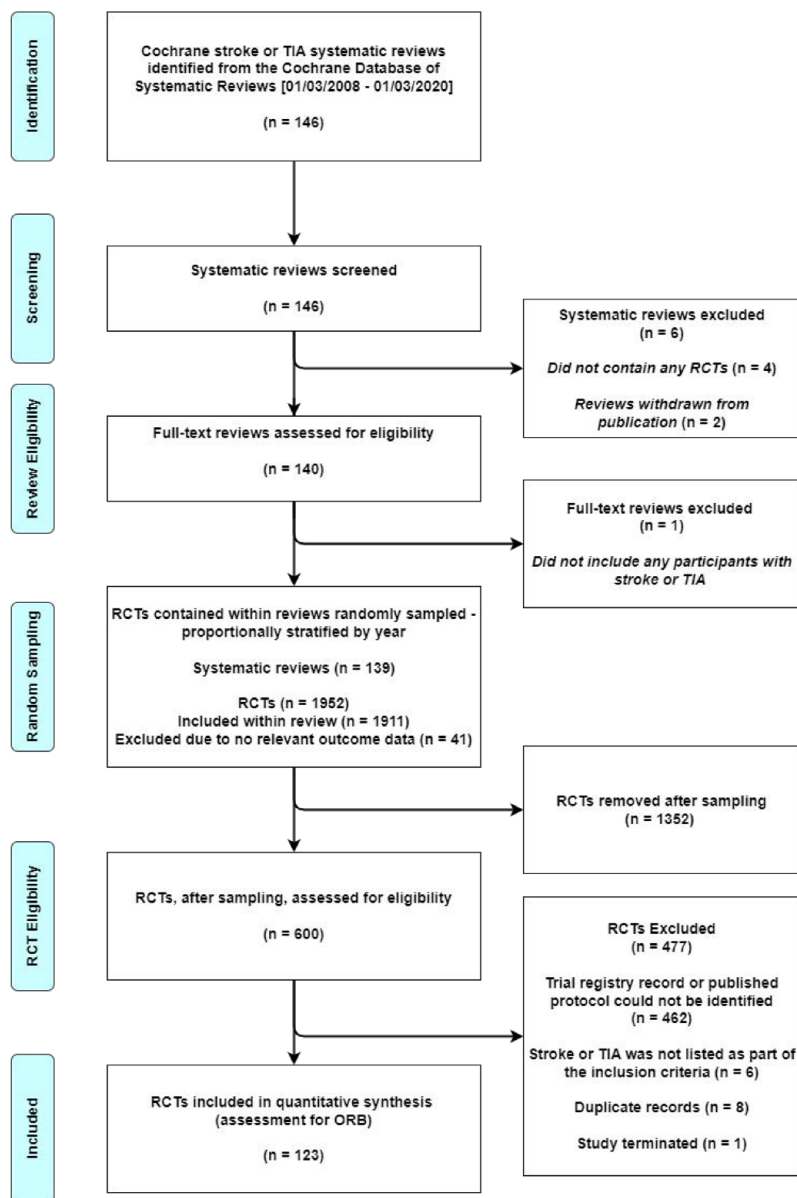 Identification
Cochrane stroke or TIA systematic reviews
identified from the Cochrane Database of
Systematic Reviews [01/03/2008 - 01/03/2020]
(n = 146)
Screening
Systematic reviews screened
(n = 146)
Systematic reviews excluded
(n = 6)
Did not contain any RCTs (n = 4)
Reviews withdrawn from
publication (n = 2)
Review Eligibility
Full-text reviews assessed for eligibility
(n = 140)
Full-text reviews excluded
(n = 1)
Did not include any participants with
stroke or TIA
Random Sampling
RCTs contained within reviews randomly sampled -
proportionally stratified by year
Systematic reviews (n = 139)
RCTs (n = 1952)
Included within review (n = 1911)
Excluded due to no relevant outcome data (n = 41)
RCTs removed after sampling
(n = 1352)
RCT Eligibility
RCTs, after sampling, assessed for eligibility
(n = 600)
RCTs Excluded
(n = 477)
Trial registry record or published
protocol could not be identified
(n = 462)
Stroke or TIA was not listed as part of
the inclusion criteria (n = 6)
Duplicate records (n = 8)
Study terminated (n = 1)
Included
RCTs included in quantitative synthesis
(assessment for ORB)
(n = 123)